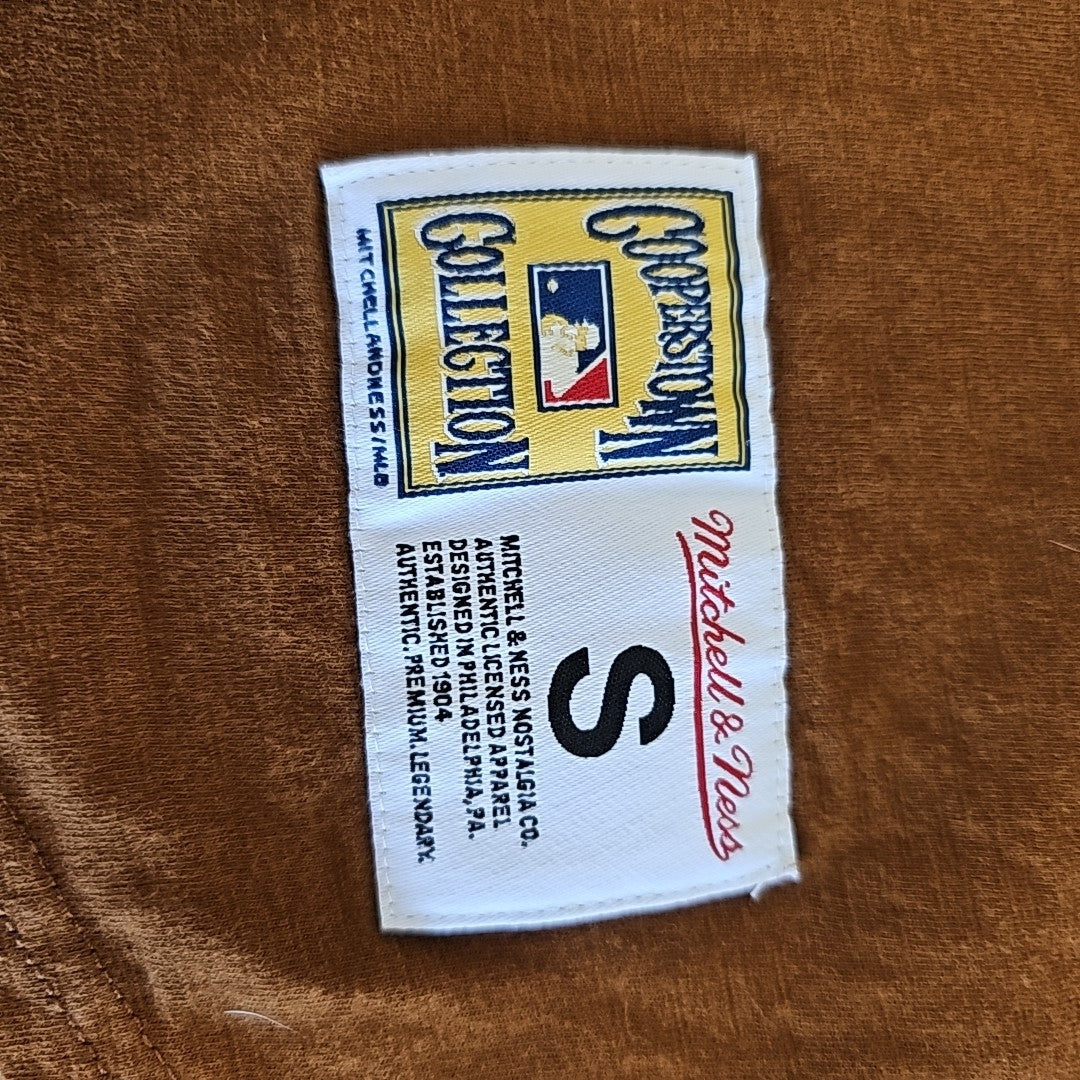 COOPERSTOWN
COLLECTION
MITCHELLANDNESS/MLB
Mitchell & Ness
S
MITCHELL & NESS NOSTALGIA CO.
AUTHENTIC LICENSED APPAREL
DESIGNED IN PHILADELPHIA, PA.
ESTABLISHED 1904
AUTHENTIC. PREMIUM. LEGENDARY.